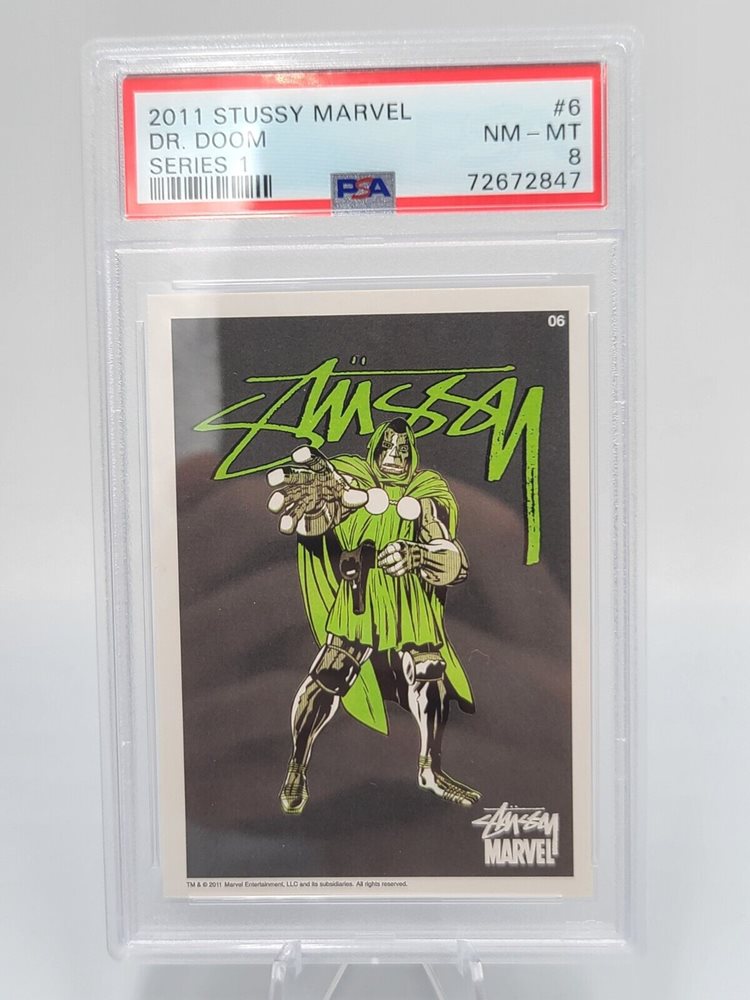 2011 STUSSY MARVEL #6
DR. DOOM NM - MT
SERIES 1 8
PSA 72672847
06
Stüssy
Stüssy
MARVEL
TM & © 2011 Marvel Entertainment, LLC and its subsidiaries. All rights reserved.